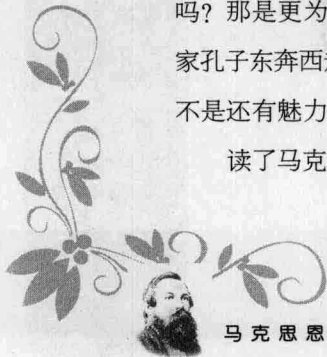 吗？那是更为
家孔子东奔西
不是还有魅力
读了马克
马克思恩